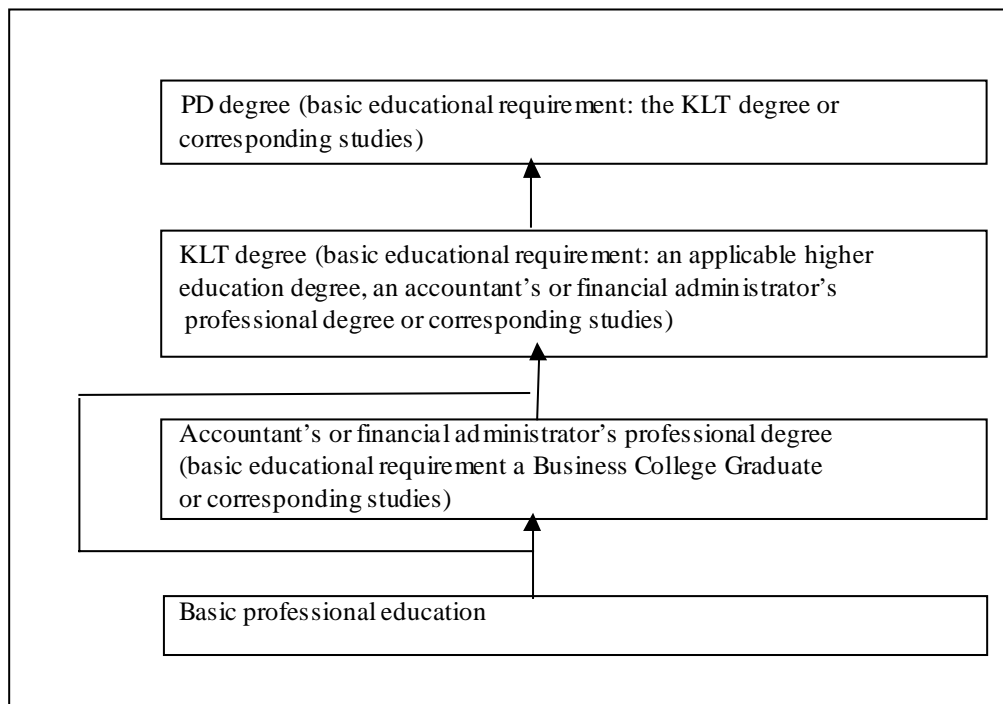 PD degree (basic educational requirement: the KLT degree or
corresponding studies)
KLT degree (basic educational requirement: an applicable higher
education degree, an accountant’s or financial administrator’s
professional degree or corresponding studies)
Accountant’s or financial administrator’s professional degree
(basic educational requirement a Business College Graduate
or corresponding studies)
Basic professional education